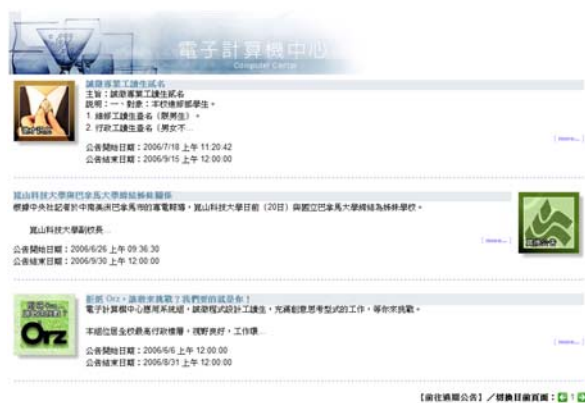 電子計算機中心
Computer Center
誠徵專業工讀生貳名
主旨:誠徵專業工讀生貳名
說明:一、對象:本校進修部學生。
1. 維修工讀生壹名(限男生)。
2. 行政工讀生壹名(男女不...
[ more... ]
公告開始日期:2006/7/18 上午 11:20:42
公告結束日期:2006/9/15 上午 12:00:00
崑山科技大學與巴拿馬大學締結姊妹關係
根據中央社記者於中南美洲巴拿馬市的專電報導,崑山科技大學日前(20日)與國立巴拿馬大學締結為姊妹學校。
崑山科技大學副校長...
[ more... ]
公告開始日期:2006/6/26 上午 09:36:30
公告結束日期:2006/9/30 上午 12:00:00
拒抓 Orz,誰敢來挑戰?我們要的就是你!
電子計算機中心應用系統組,誠徵程式設計工讀生,充滿創意思考型式的工作,等你來挑戰。
Orz
本組位居全校最高行政樓層,視野良好,工作環...
[ more... ]
公告開始日期:2006/6/6 上午 12:00:00
公告結束日期:2006/8/31 上午 12:00:00
【前往過期公告】/切換目前頁面: 1